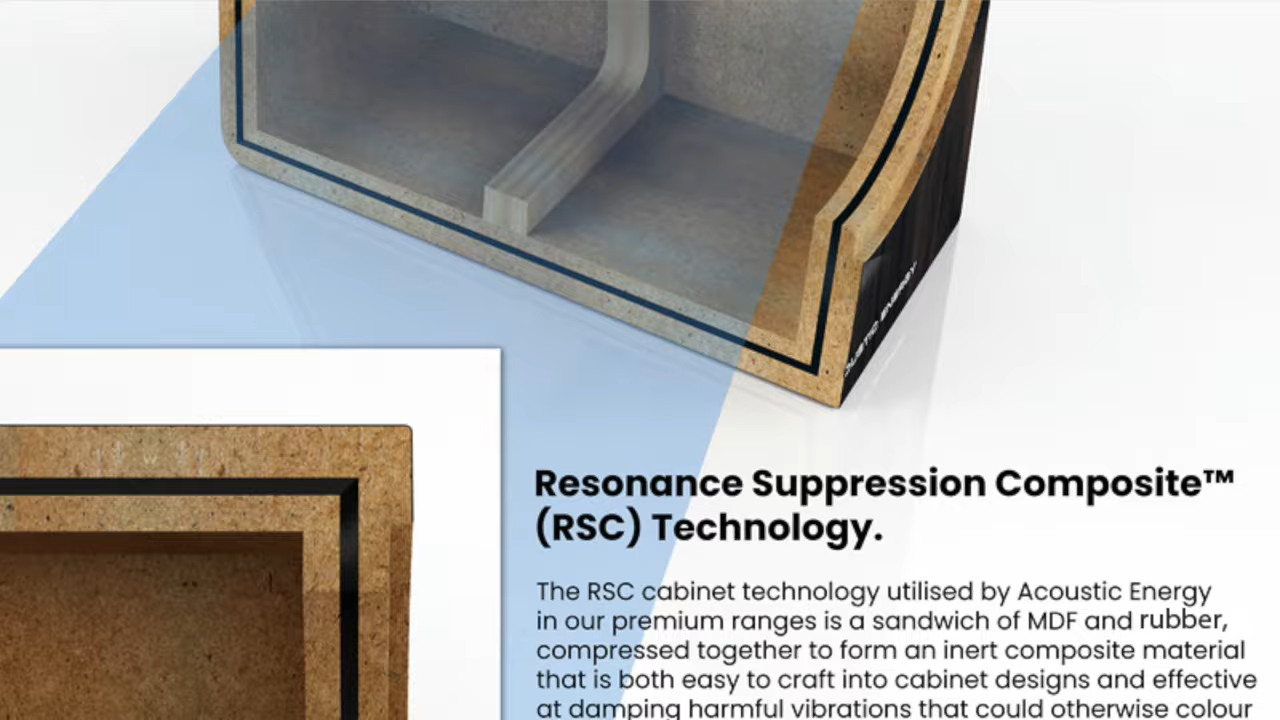 OUSTIC ENERGY
Resonance Suppression Composite™
(RSC) Technology.
The RSC cabinet technology utilised by Acoustic Energy
in our premium ranges is a sandwich of MDF and rubber,
compressed together to form an inert composite material
that is both easy to craft into cabinet designs and effective
at damping harmful vibrations that could otherwise colour